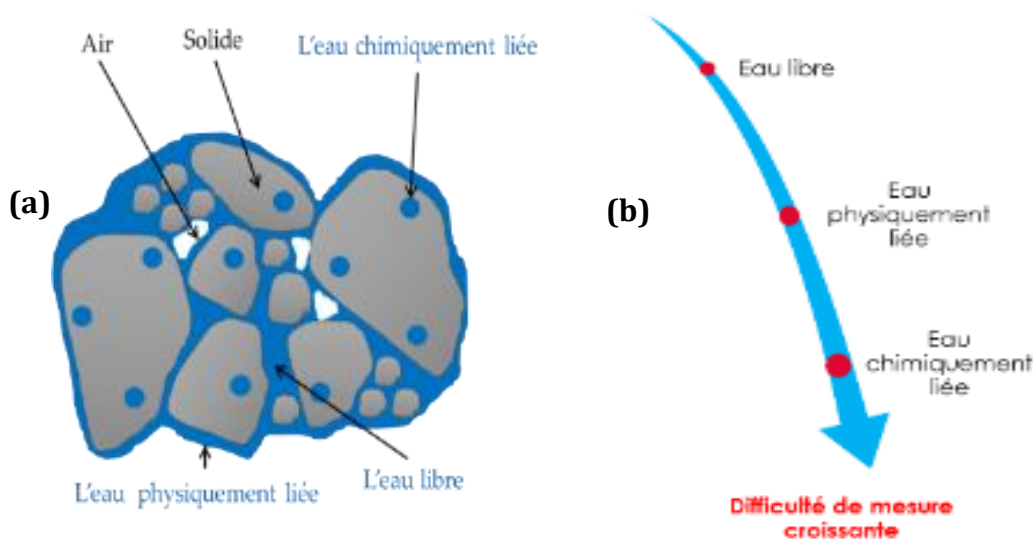 Air
Solide
L'eau chimiquement liée
(a)
L'eau physiquement liée
L'eau libre
(b)
Eau libre
Eau
physiquement
liée
Eau
chimiquement
liée
Difficulté de mesure
croissante